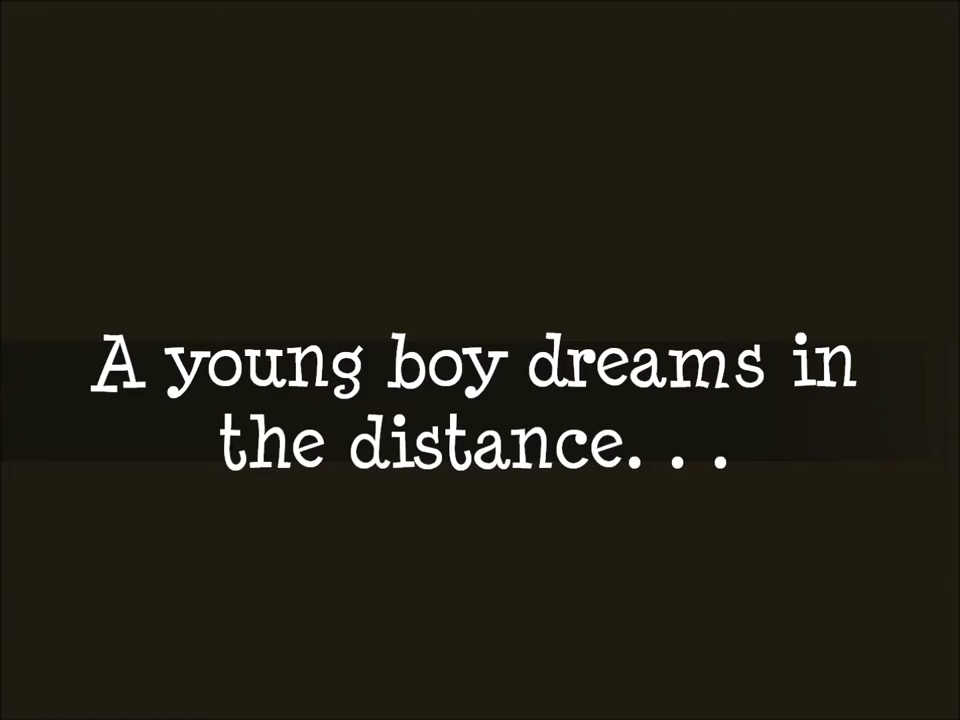 A young boy dreams in
the distance. . .